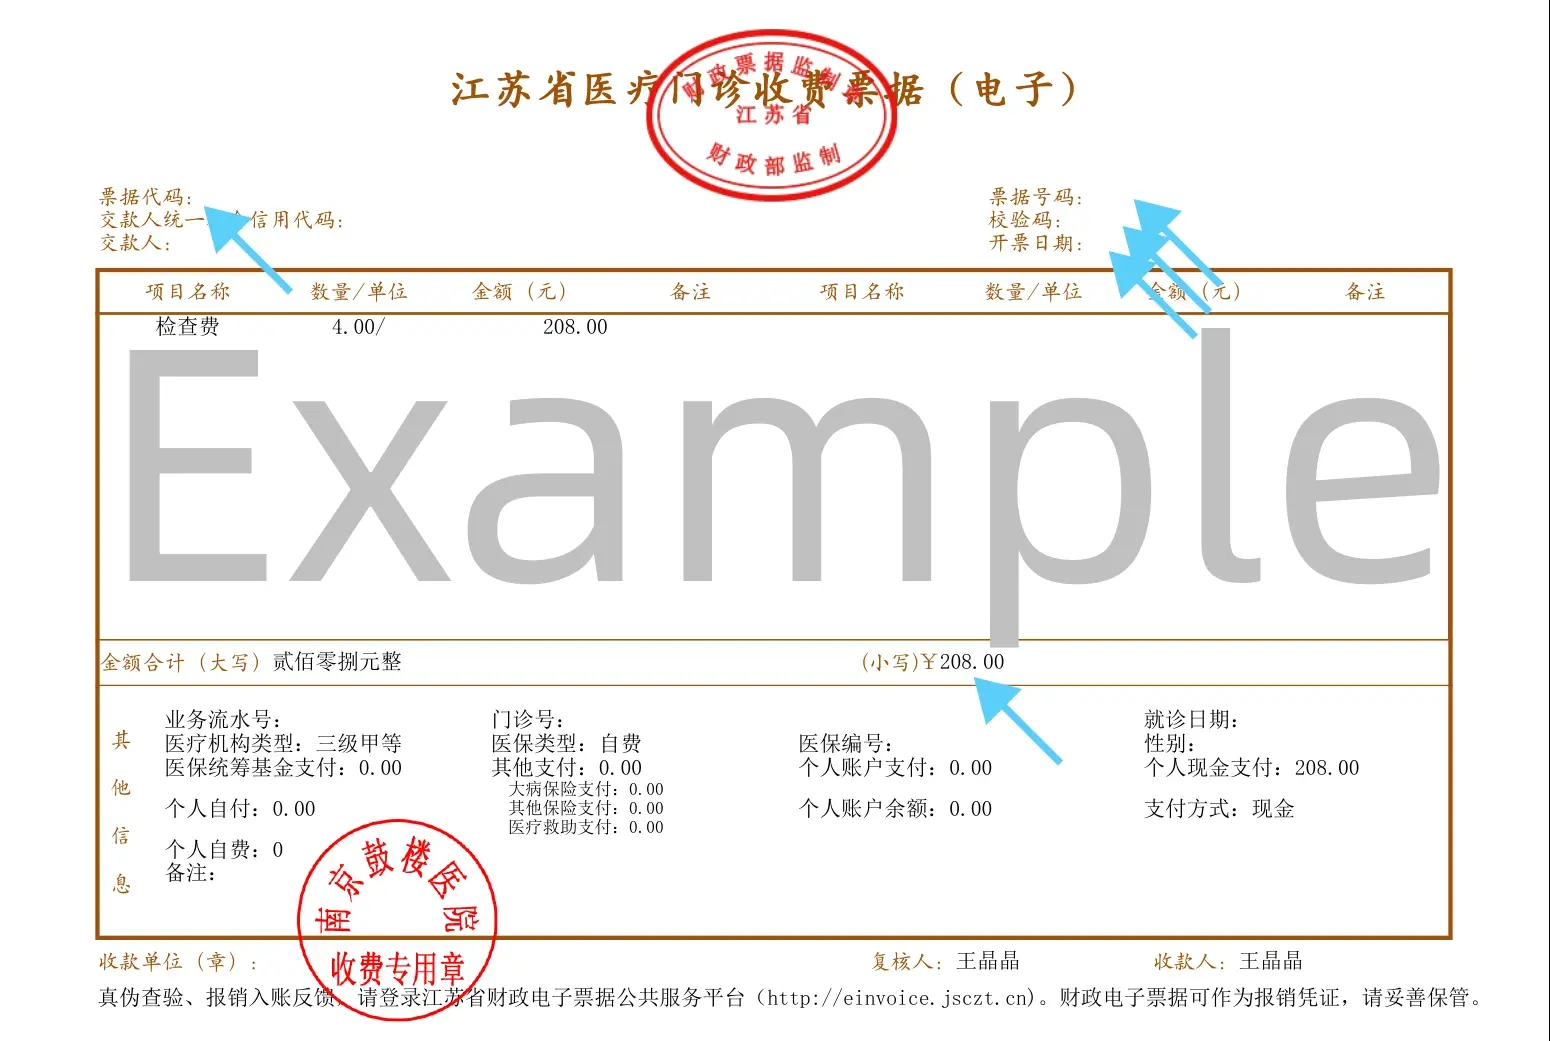 江苏省医疗门诊收费票据（电子）
财政票据监制章
江苏省
财政部监制
票据代码：
票据号码：
交款人统一 信用代码：
校验码：
交款人：
开票日期：
项目名称 数量/单位 金额（元） 备注 项目名称 数量/单位 金额（元） 备注
检查费 4.00/ 208.00
Example
金额合计（大写）贰佰零捌元整 (小写)¥208.00
其他信息
业务流水号： 门诊号： 就诊日期：
医疗机构类型：三级甲等 医保类型：自费 医保编号： 性别：
医保统筹基金支付：0.00 其他支付：0.00 个人账户支付：0.00 个人现金支付：208.00
大病保险支付：0.00
个人自付：0.00 其他保险支付：0.00 个人账户余额：0.00 支付方式：现金
医疗救助支付：0.00
个人自费：0
备注：
南京鼓楼医院
收费专用章
收款单位（章）： 复核人：王晶晶 收款人：王晶晶
真伪查验、报销入账反馈，请登录江苏省财政电子票据公共服务平台（http://einvoice.jsczt.cn)。财政电子票据可作为报销凭证，请妥善保管。